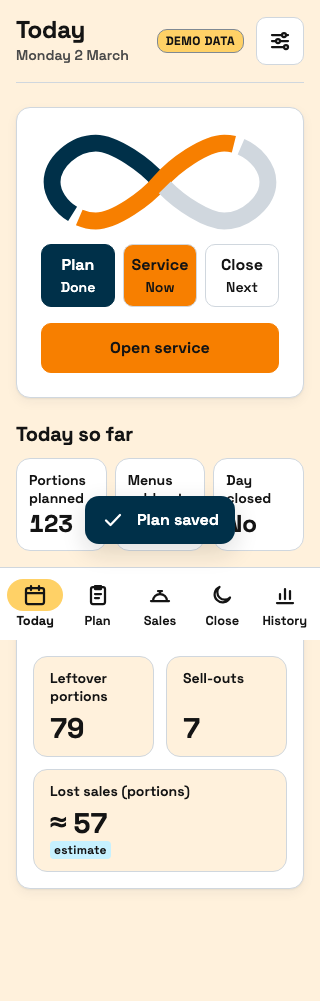 Today
Monday 2 March
DEMO DATA
Plan
Done
Service
Now
Close
Next
Open service
Today so far
Portions
planned
123
Menus
Day
closed
No
Plan saved
Today
Plan
Sales
Close
History
Leftover
portions
79
Sell-outs
7
Lost sales (portions)
≈ 57
estimate